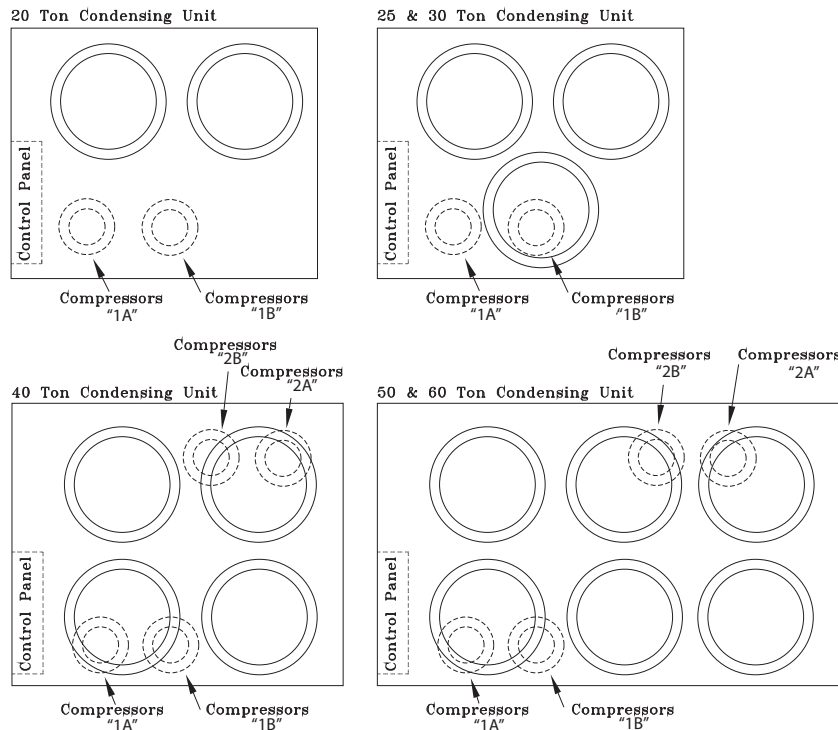 20 Ton Condensing Unit
Control Panel
Compressors
“1A”
Compressors
“1B”
25 & 30 Ton Condensing Unit
Control Panel
Compressors
“1A”
Compressors
“1B”
40 Ton Condensing Unit
Compressors
“2B”
Compressors
“2A”
Control Panel
Compressors
“1A”
Compressors
“1B”
50 & 60 Ton Condensing Unit
Compressors
“2B”
Compressors
“2A”
Control Panel
Compressors
“1A”
Compressors
“1B”